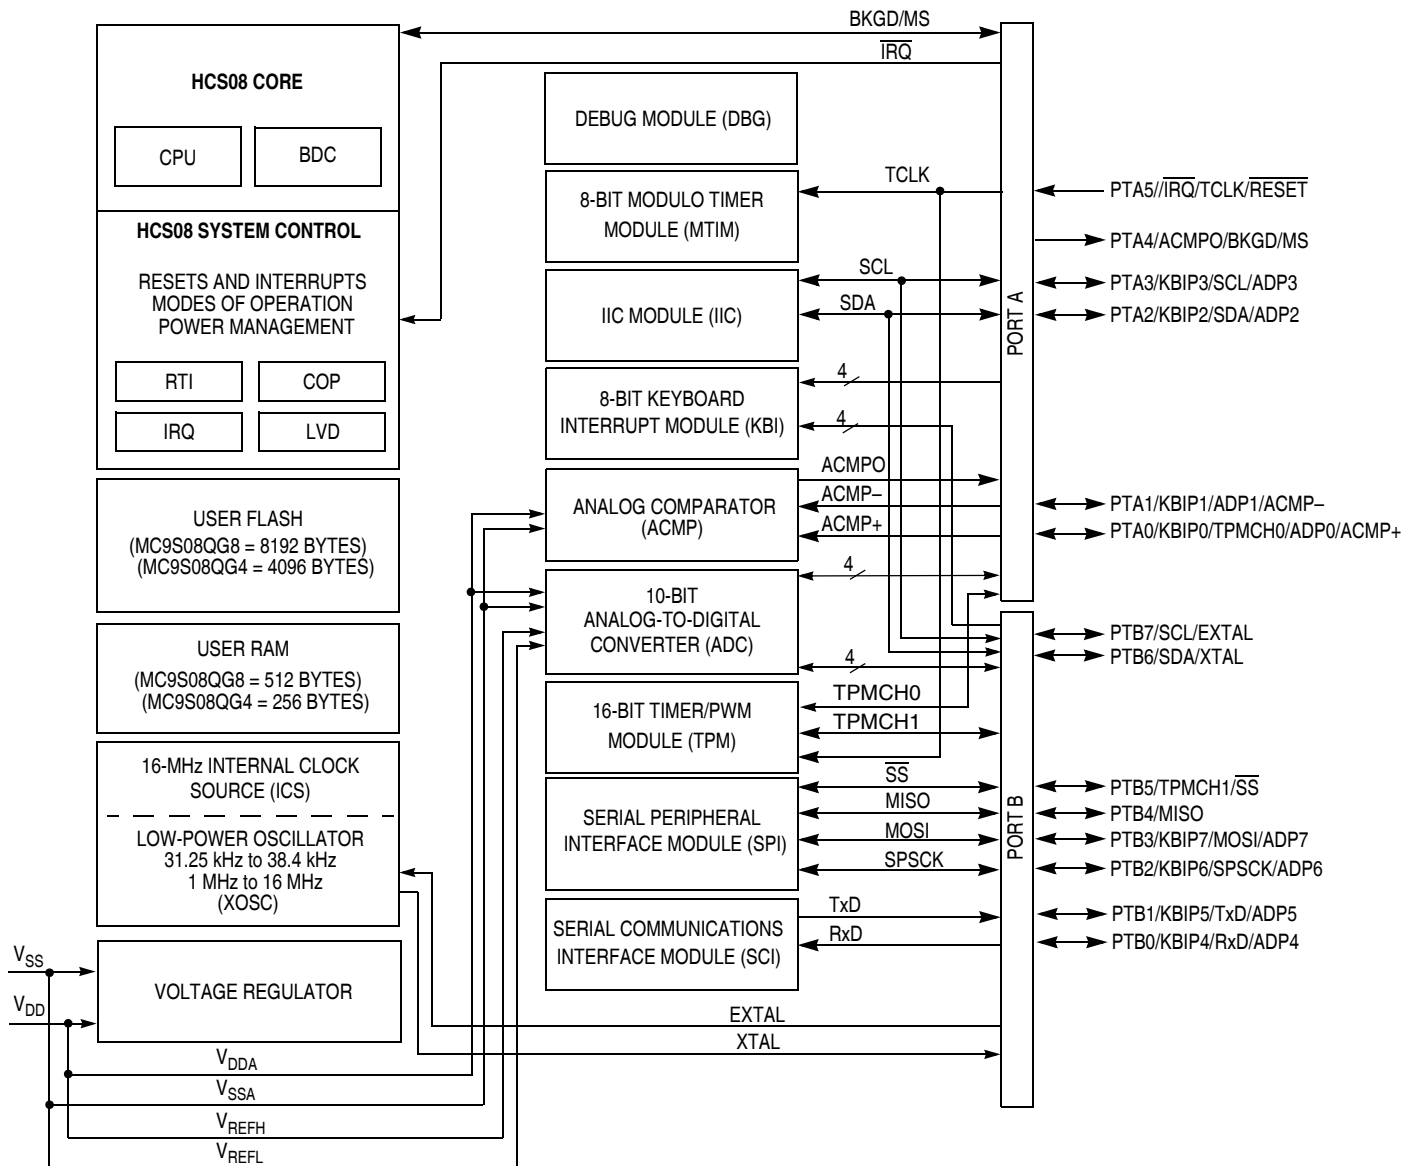 BKGD/MS
IRQ
HCS08 CORE
CPU
BDC
HCS08 SYSTEM CONTROL
RESETS AND INTERRUPTS
MODES OF OPERATION
POWER MANAGEMENT
RTI
COP
IRQ
LVD
USER FLASH
(MC9S08QG8 = 8192 BYTES)
(MC9S08QG4 = 4096 BYTES)
USER RAM
(MC9S08QG8 = 512 BYTES)
(MC9S08QG4 = 256 BYTES)
16-MHz INTERNAL CLOCK
SOURCE (ICS)
LOW-POWER OSCILLATOR
31.25 kHz to 38.4 kHz
1 MHz to 16 MHz
(XOSC)
VSS
VDD
VOLTAGE REGULATOR
VDDA
VSSA
VREFH
VREFL
DEBUG MODULE (DBG)
8-BIT MODULO TIMER
MODULE (MTIM)
TCLK
IIC MODULE (IIC)
SCL
SDA
8-BIT KEYBOARD
INTERRUPT MODULE (KBI)
4
4
ANALOG COMPARATOR
(ACMP)
ACMPO
ACMP–
ACMP+
10-BIT
ANALOG-TO-DIGITAL
CONVERTER (ADC)
4
4
16-BIT TIMER/PWM
MODULE (TPM)
TPMCH0
TPMCH1
SERIAL PERIPHERAL
INTERFACE MODULE (SPI)
SS
MISO
MOSI
SPSCK
SERIAL COMMUNICATIONS
INTERFACE MODULE (SCI)
TxD
RxD
EXTAL
XTAL
PORT A
PORT B
PTA5//IRQ/TCLK/RESET
PTA4/ACMPO/BKGD/MS
PTA3/KBIP3/SCL/ADP3
PTA2/KBIP2/SDA/ADP2
PTA1/KBIP1/ADP1/ACMP–
PTA0/KBIP0/TPMCH0/ADP0/ACMP+
PTB7/SCL/EXTAL
PTB6/SDA/XTAL
PTB5/TPMCH1/SS
PTB4/MISO
PTB3/KBIP7/MOSI/ADP7
PTB2/KBIP6/SPSCK/ADP6
PTB1/KBIP5/TxD/ADP5
PTB0/KBIP4/RxD/ADP4